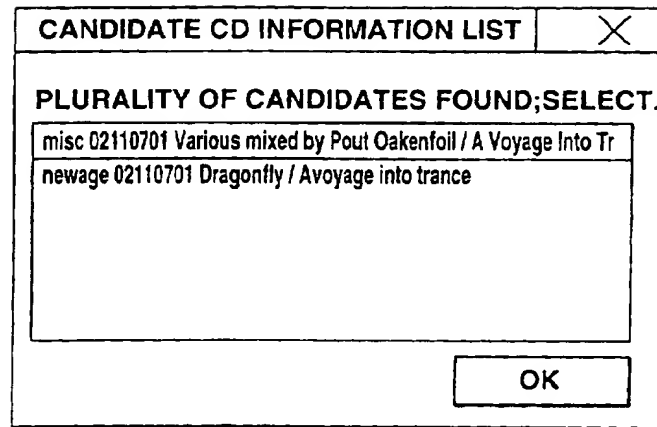 CANDIDATE CD INFORMATION LIST
PLURALITY OF CANDIDATES FOUND;SELECT.
misc 02110701 Various mixed by Pout Oakenfoil / A Voyage Into Tr
newage 02110701 Dragonfly / Avoyage into trance
OK